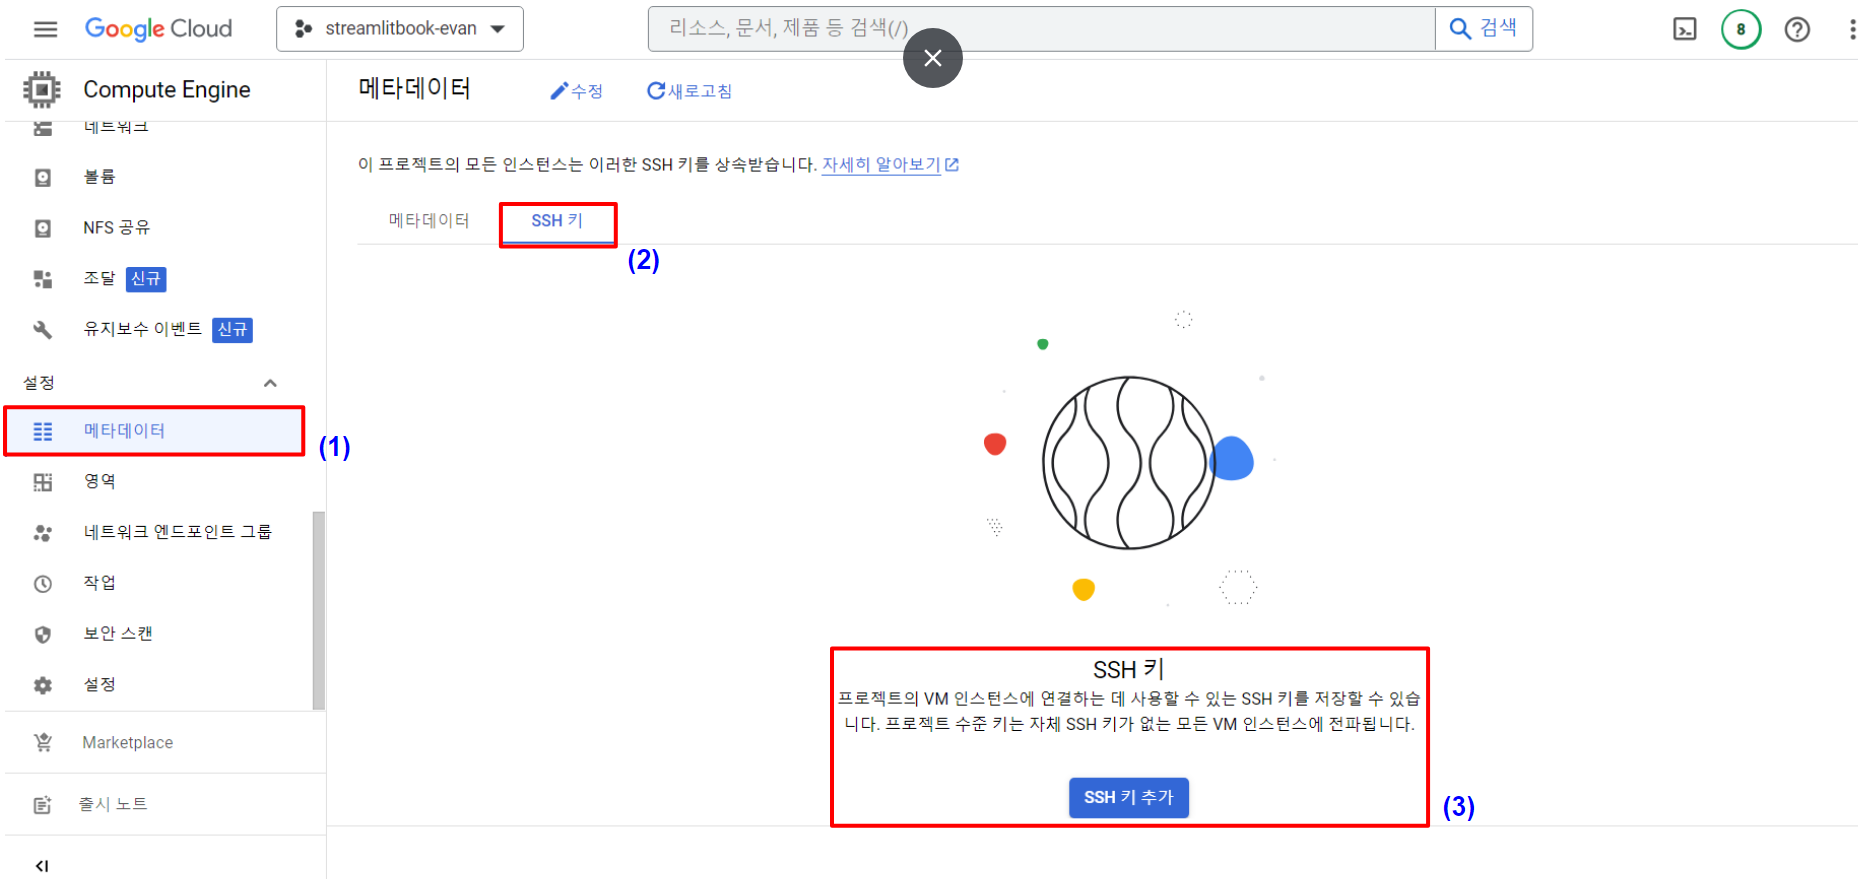 Google Cloud
streamlitbook-evan
리소스, 문서, 제품 등 검색(/)
검색
8
Compute Engine
메타데이터
수정
새로고침
네트워크
볼륨
NFS 공유
조달 신규
유지보수 이벤트 신규
설정
메타데이터
(1)
영역
네트워크 엔드포인트 그룹
작업
보안 스캔
설정
Marketplace
출시 노트
이 프로젝트의 모든 인스턴스는 이러한 SSH 키를 상속받습니다. 자세히 알아보기
메타데이터
SSH 키
(2)
SSH 키
프로젝트의 VM 인스턴스에 연결하는 데 사용할 수 있는 SSH 키를 저장할 수 있습
니다. 프로젝트 수준 키는 자체 SSH 키가 없는 모든 VM 인스턴스에 전파됩니다.
SSH 키 추가
(3)